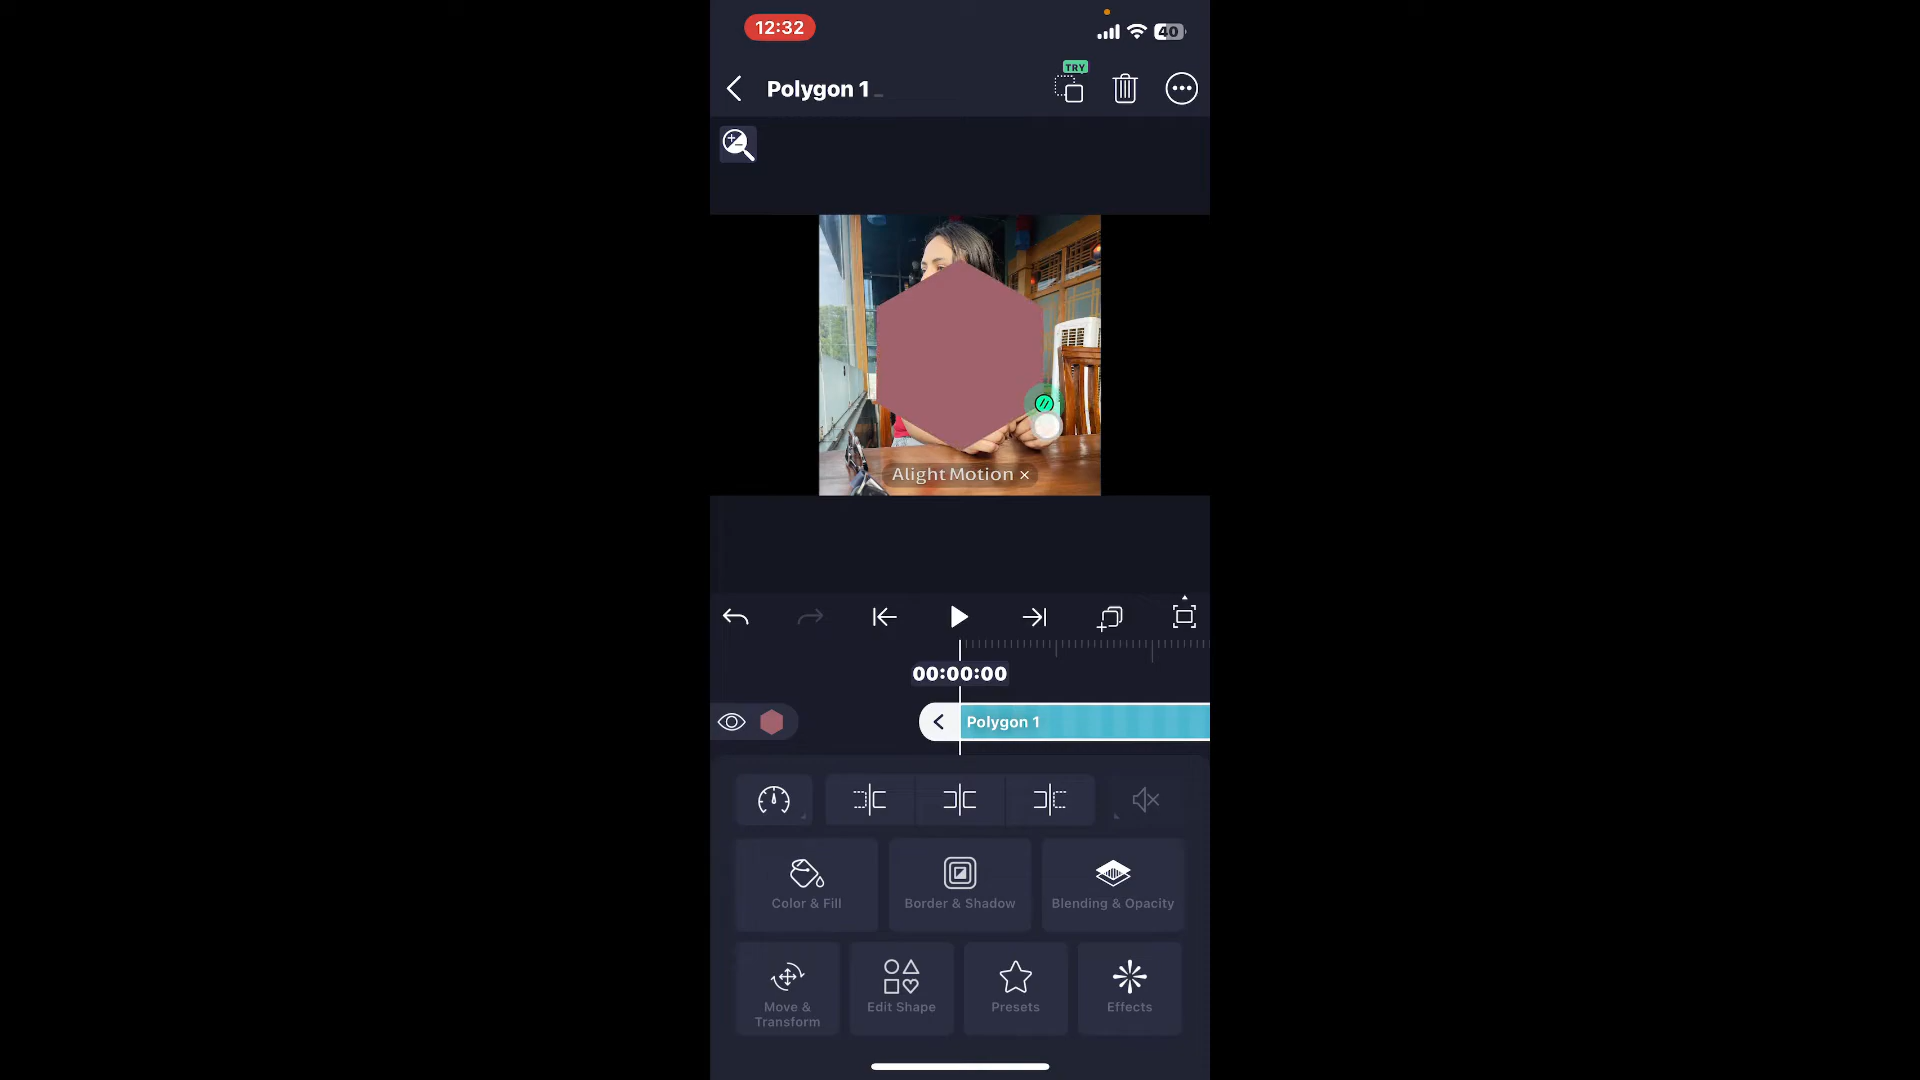 12:32
40
TRY
Polygon 1
Alight Motion ×
00:00:00
Polygon 1
Color & Fill
Border & Shadow
Blending & Opacity
Move &
Transform
Edit Shape
Presets
Effects